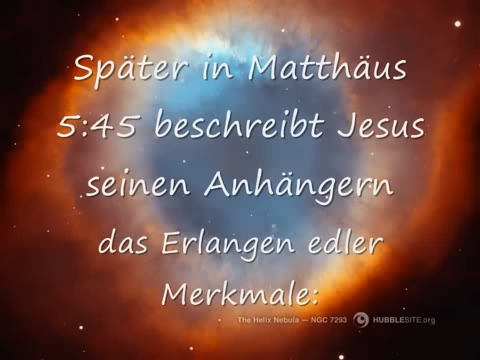 Später in Matthäus
5:45 beschreibt Jesus
seinen Anhängern
das Erlangen edler
Merkmale:
The Helix Nebula — NGC 7293 HUBBLESITE.org